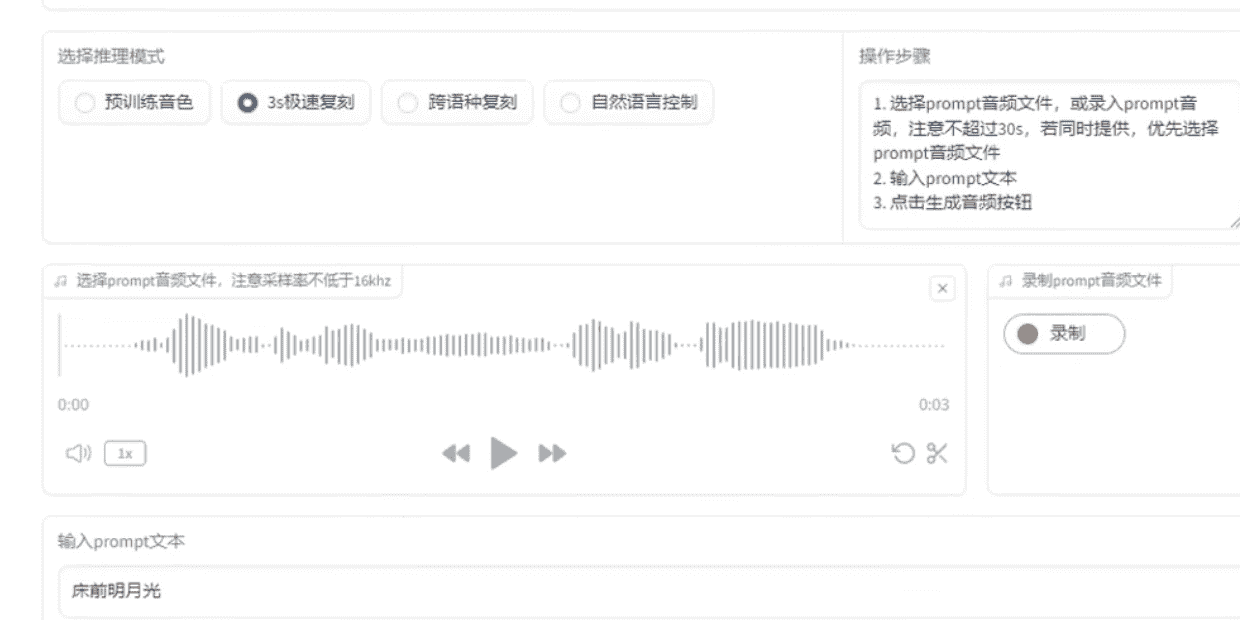 选择推理模式
预训练音色
3s极速复刻
跨语种复刻
自然语言控制
操作步骤
1. 选择prompt音频文件，或录入prompt音
频，注意不超过30s，若同时提供，优先选择
prompt音频文件
2. 输入prompt文本
3. 点击生成音频按钮
选择prompt音频文件，注意采样率不低于16khz
0:00
0:03
1x
录制prompt音频文件
录制
输入prompt文本
床前明月光